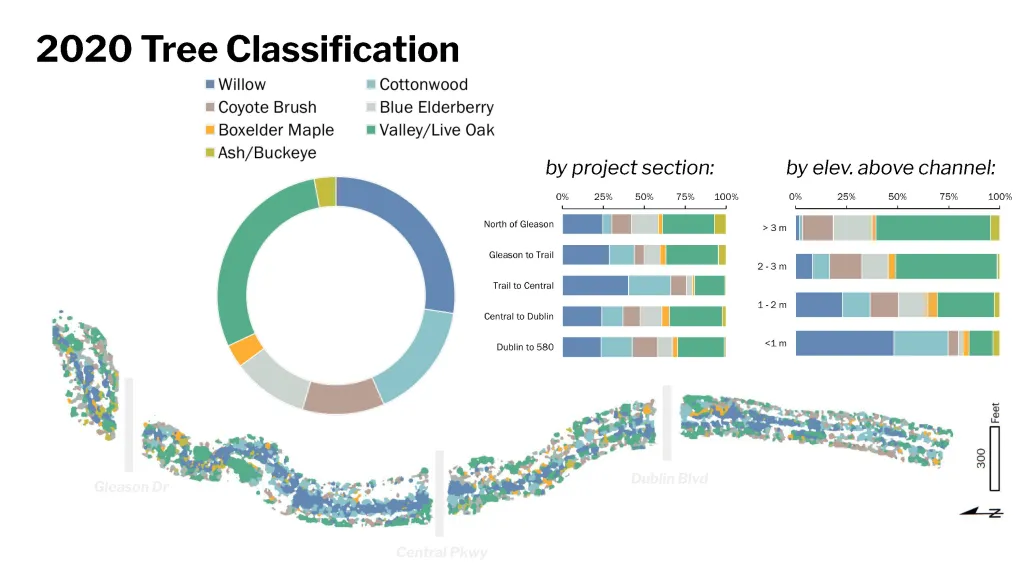 2020 Tree Classification
Willow
Cottonwood
Coyote Brush
Blue Elderberry
Boxelder Maple
Valley/Live Oak
Ash/Buckeye
by project section:
0% 25% 50% 75% 100%
North of Gleason
Gleason to Trail
Trail to Central
Central to Dublin
Dublin to 580
by elev. above channel:
0% 25% 50% 75% 100%
> 3 m
2 - 3 m
1 - 2 m
<1 m
Gleason Dr
Central Pkwy
Dublin Blvd
300 Feet
N